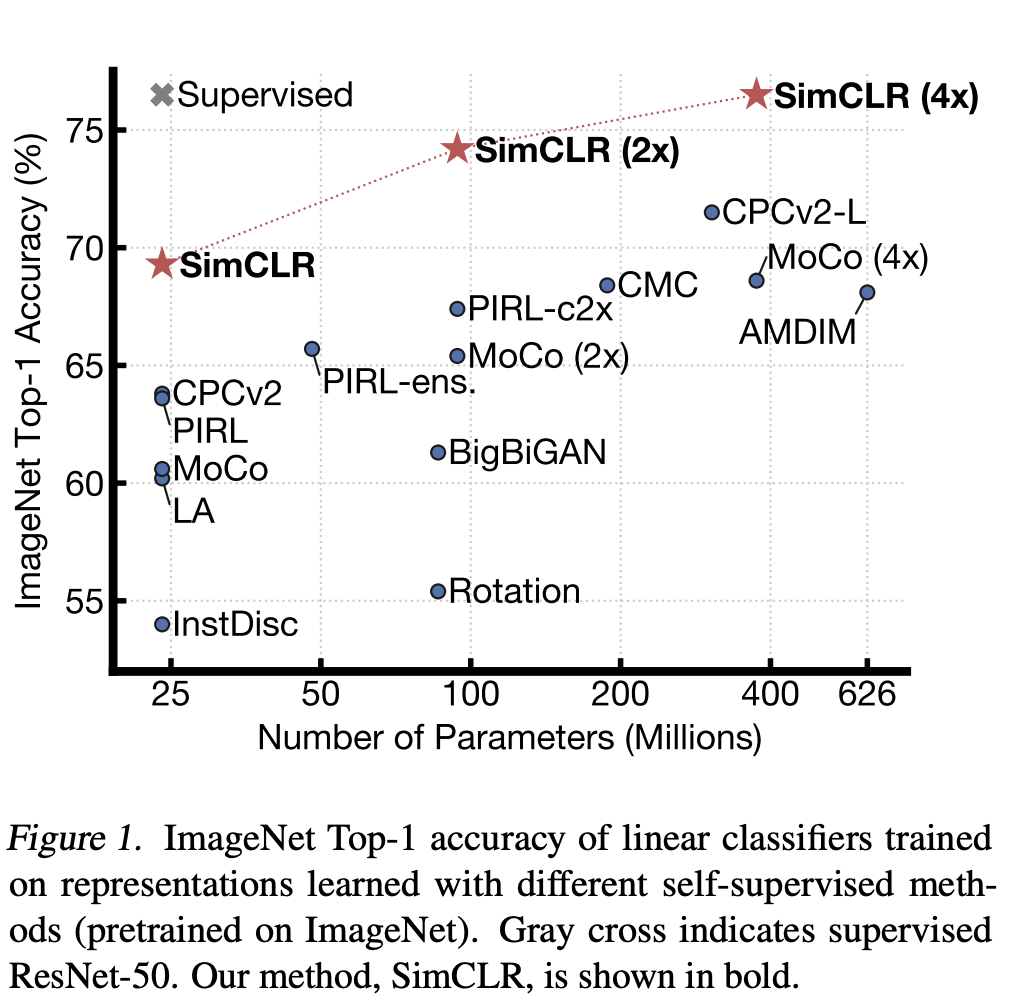 Supervised
SimCLR (4x)
75
SimCLR (2x)
CPCv2-L
70
SimCLR
MoCo (4x)
CMC
PIRL-c2x
AMDIM
65
MoCo (2x)
PIRL-ens.
CPCv2
PIRL
BigBiGAN
MoCo
60
LA
55
Rotation
InstDisc
ImageNet Top-1 Accuracy (%)
25 50 100 200 400 626
Number of Parameters (Millions)
Figure 1. ImageNet Top-1 accuracy of linear classifiers trained
on representations learned with different self-supervised meth-
ods (pretrained on ImageNet). Gray cross indicates supervised
ResNet-50. Our method, SimCLR, is shown in bold.